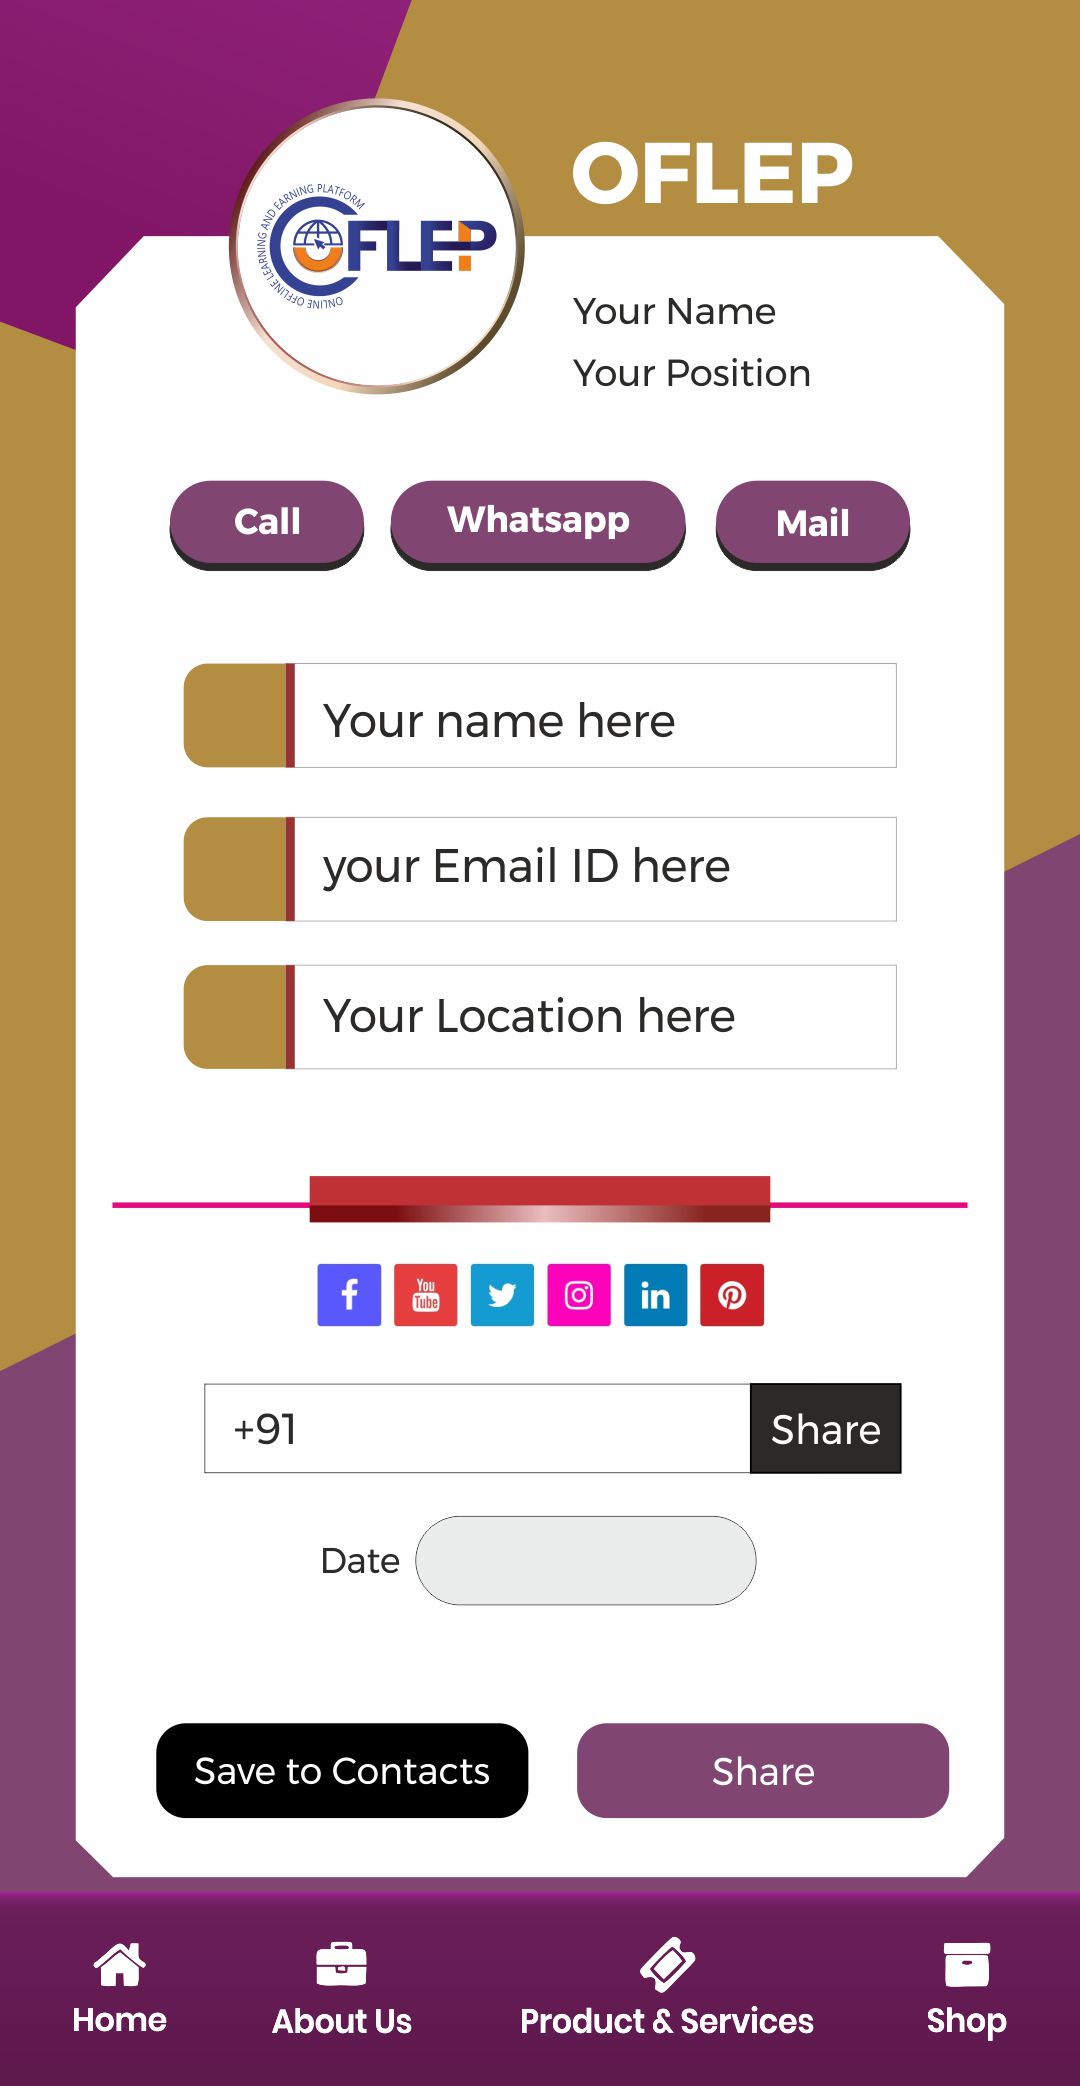 OFLEP
ONLINE OFFLINE LEARNING AND EARNING PLATFORM
OFLEP
Your Name
Your Position
Call
Whatsapp
Mail
Your name here
your Email ID here
Your Location here
You
Tube
+91
Share
Date
Save to Contacts
Share
Home
About Us
Product & Services
Shop